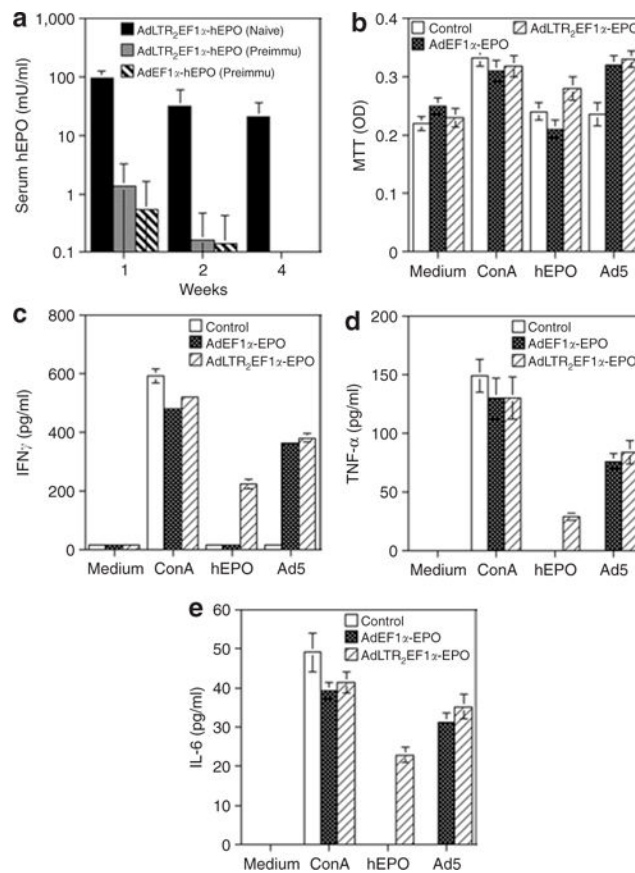 a
1,000
100
10
1
0.1
Serum hEPO (mU/ml)
AdLTR₂EF1α-hEPO (Naive)
AdLTR₂EF1α-hEPO (Preimmu)
AdEF1α-hEPO (Preimmu)
1 2 4
Weeks
b
0.4
0.3
0.2
0.1
0
MTT (OD)
Control
AdLTR₂EF1α-EPO
AdEF1α-EPO
Medium ConA hEPO Ad5
c
800
600
400
200
0
IFNγ (pg/ml)
Control
AdEF1α-EPO
AdLTR₂EF1α-EPO
Medium ConA hEPO Ad5
d
200
150
100
50
0
TNF-α (pg/ml)
Control
AdEF1α-EPO
AdLTR₂EF1α-EPO
Medium ConA hEPO Ad5
e
60
50
40
30
20
10
0
IL-6 (pg/ml)
Control
AdEF1α-EPO
AdLTR₂EF1α-EPO
Medium ConA hEPO Ad5